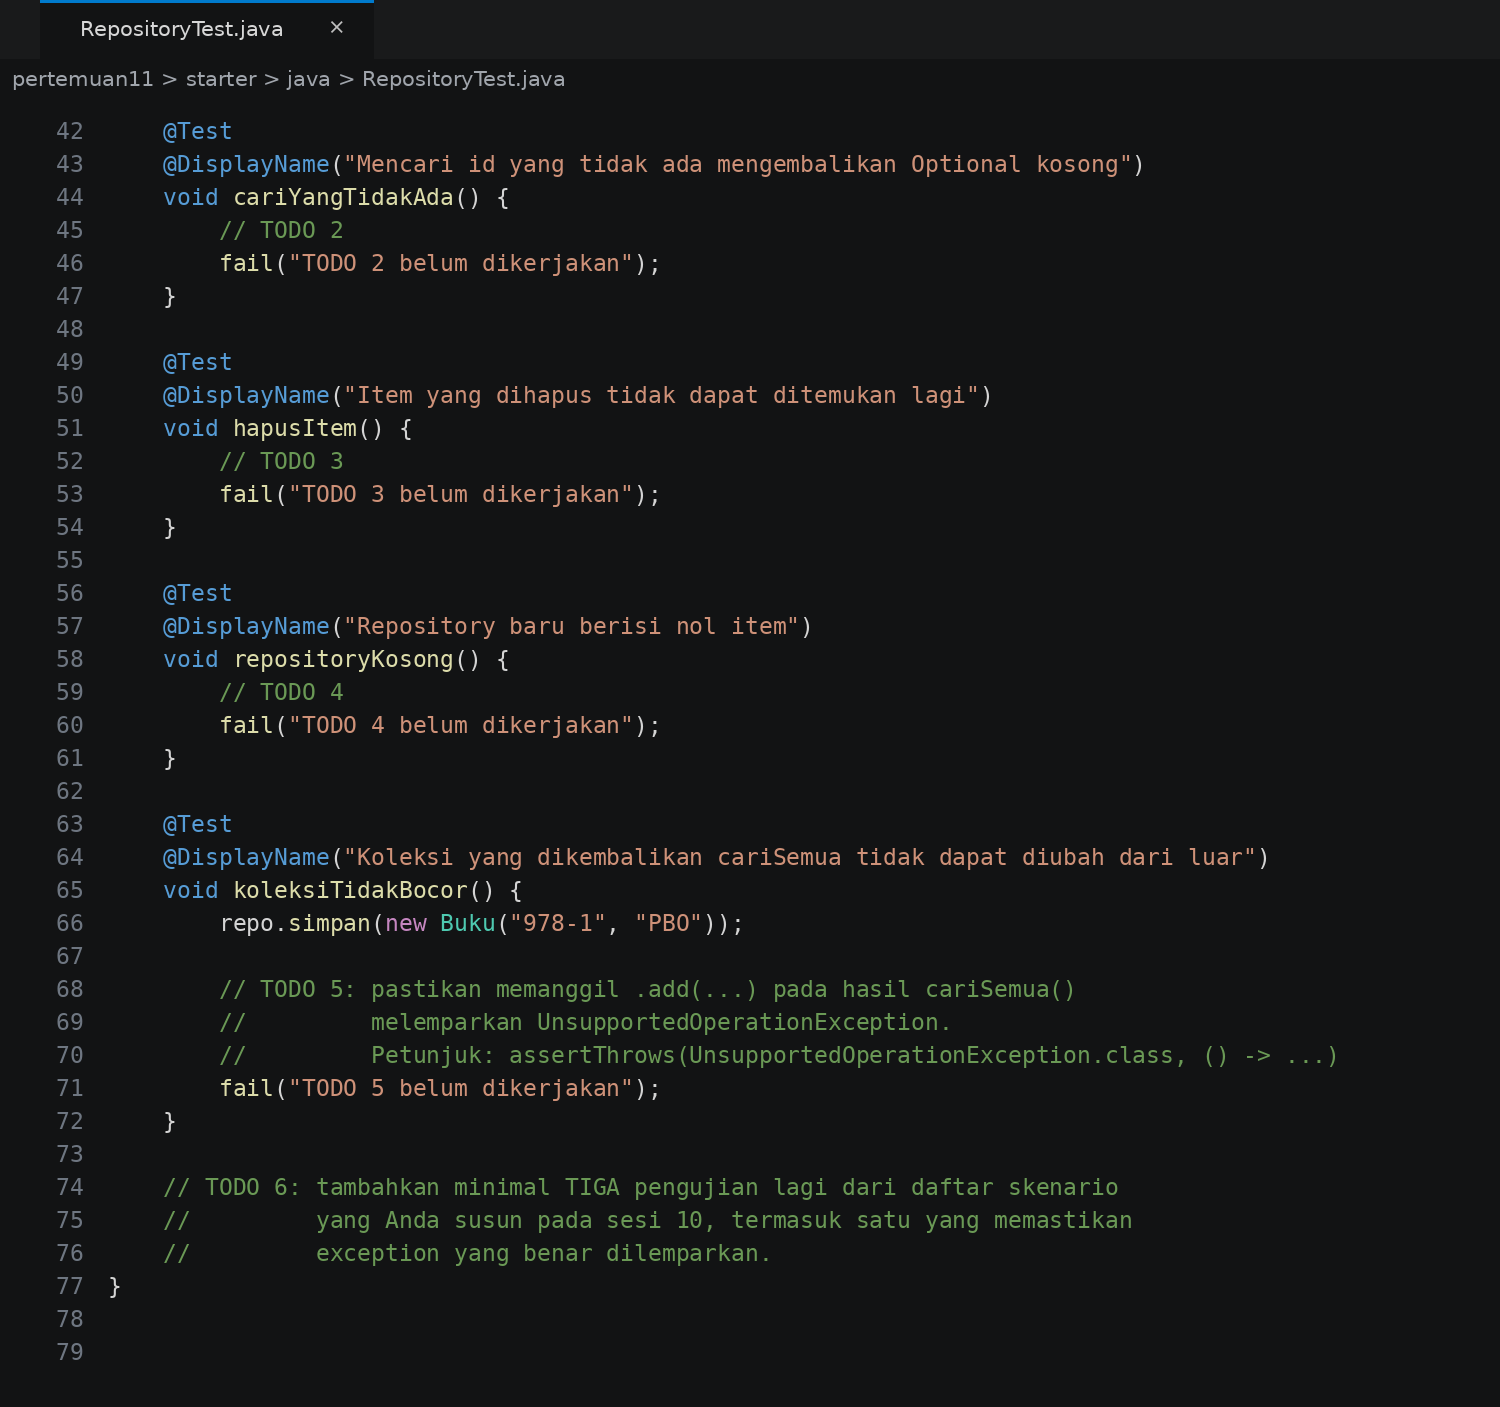 RepositoryTest.java ×
pertemuan11 > starter > java > RepositoryTest.java
42     @Test
43     @DisplayName("Mencari id yang tidak ada mengembalikan Optional kosong")
44     void cariYangTidakAda() {
45         // TODO 2
46         fail("TODO 2 belum dikerjakan");
47     }
48
49     @Test
50     @DisplayName("Item yang dihapus tidak dapat ditemukan lagi")
51     void hapusItem() {
52         // TODO 3
53         fail("TODO 3 belum dikerjakan");
54     }
55
56     @Test
57     @DisplayName("Repository baru berisi nol item")
58     void repositoryKosong() {
59         // TODO 4
60         fail("TODO 4 belum dikerjakan");
61     }
62
63     @Test
64     @DisplayName("Koleksi yang dikembalikan cariSemua tidak dapat diubah dari luar")
65     void koleksiTidakBocor() {
66         repo.simpan(new Buku("978-1", "PBO"));
67
68         // TODO 5: pastikan memanggil .add(...) pada hasil cariSemua()
69         //         melemparkan UnsupportedOperationException.
70         //         Petunjuk: assertThrows(UnsupportedOperationException.class, () -> ...)
71         fail("TODO 5 belum dikerjakan");
72     }
73
74     // TODO 6: tambahkan minimal TIGA pengujian lagi dari daftar skenario
75     //         yang Anda susun pada sesi 10, termasuk satu yang memastikan
76     //         exception yang benar dilemparkan.
77 }
78
79